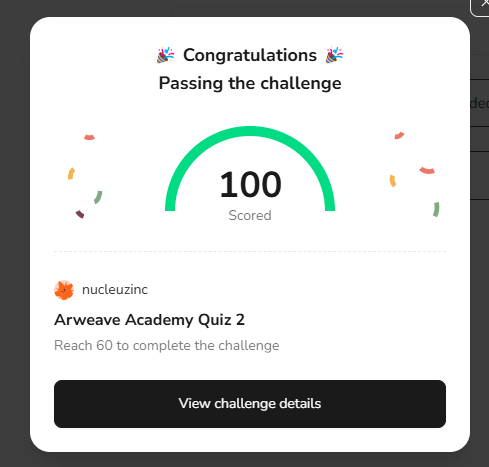 🎉 Congratulations 🎉
Passing the challenge
100
Scored
nucleuzinc
Arweave Academy Quiz 2
Reach 60 to complete the challenge
View challenge details